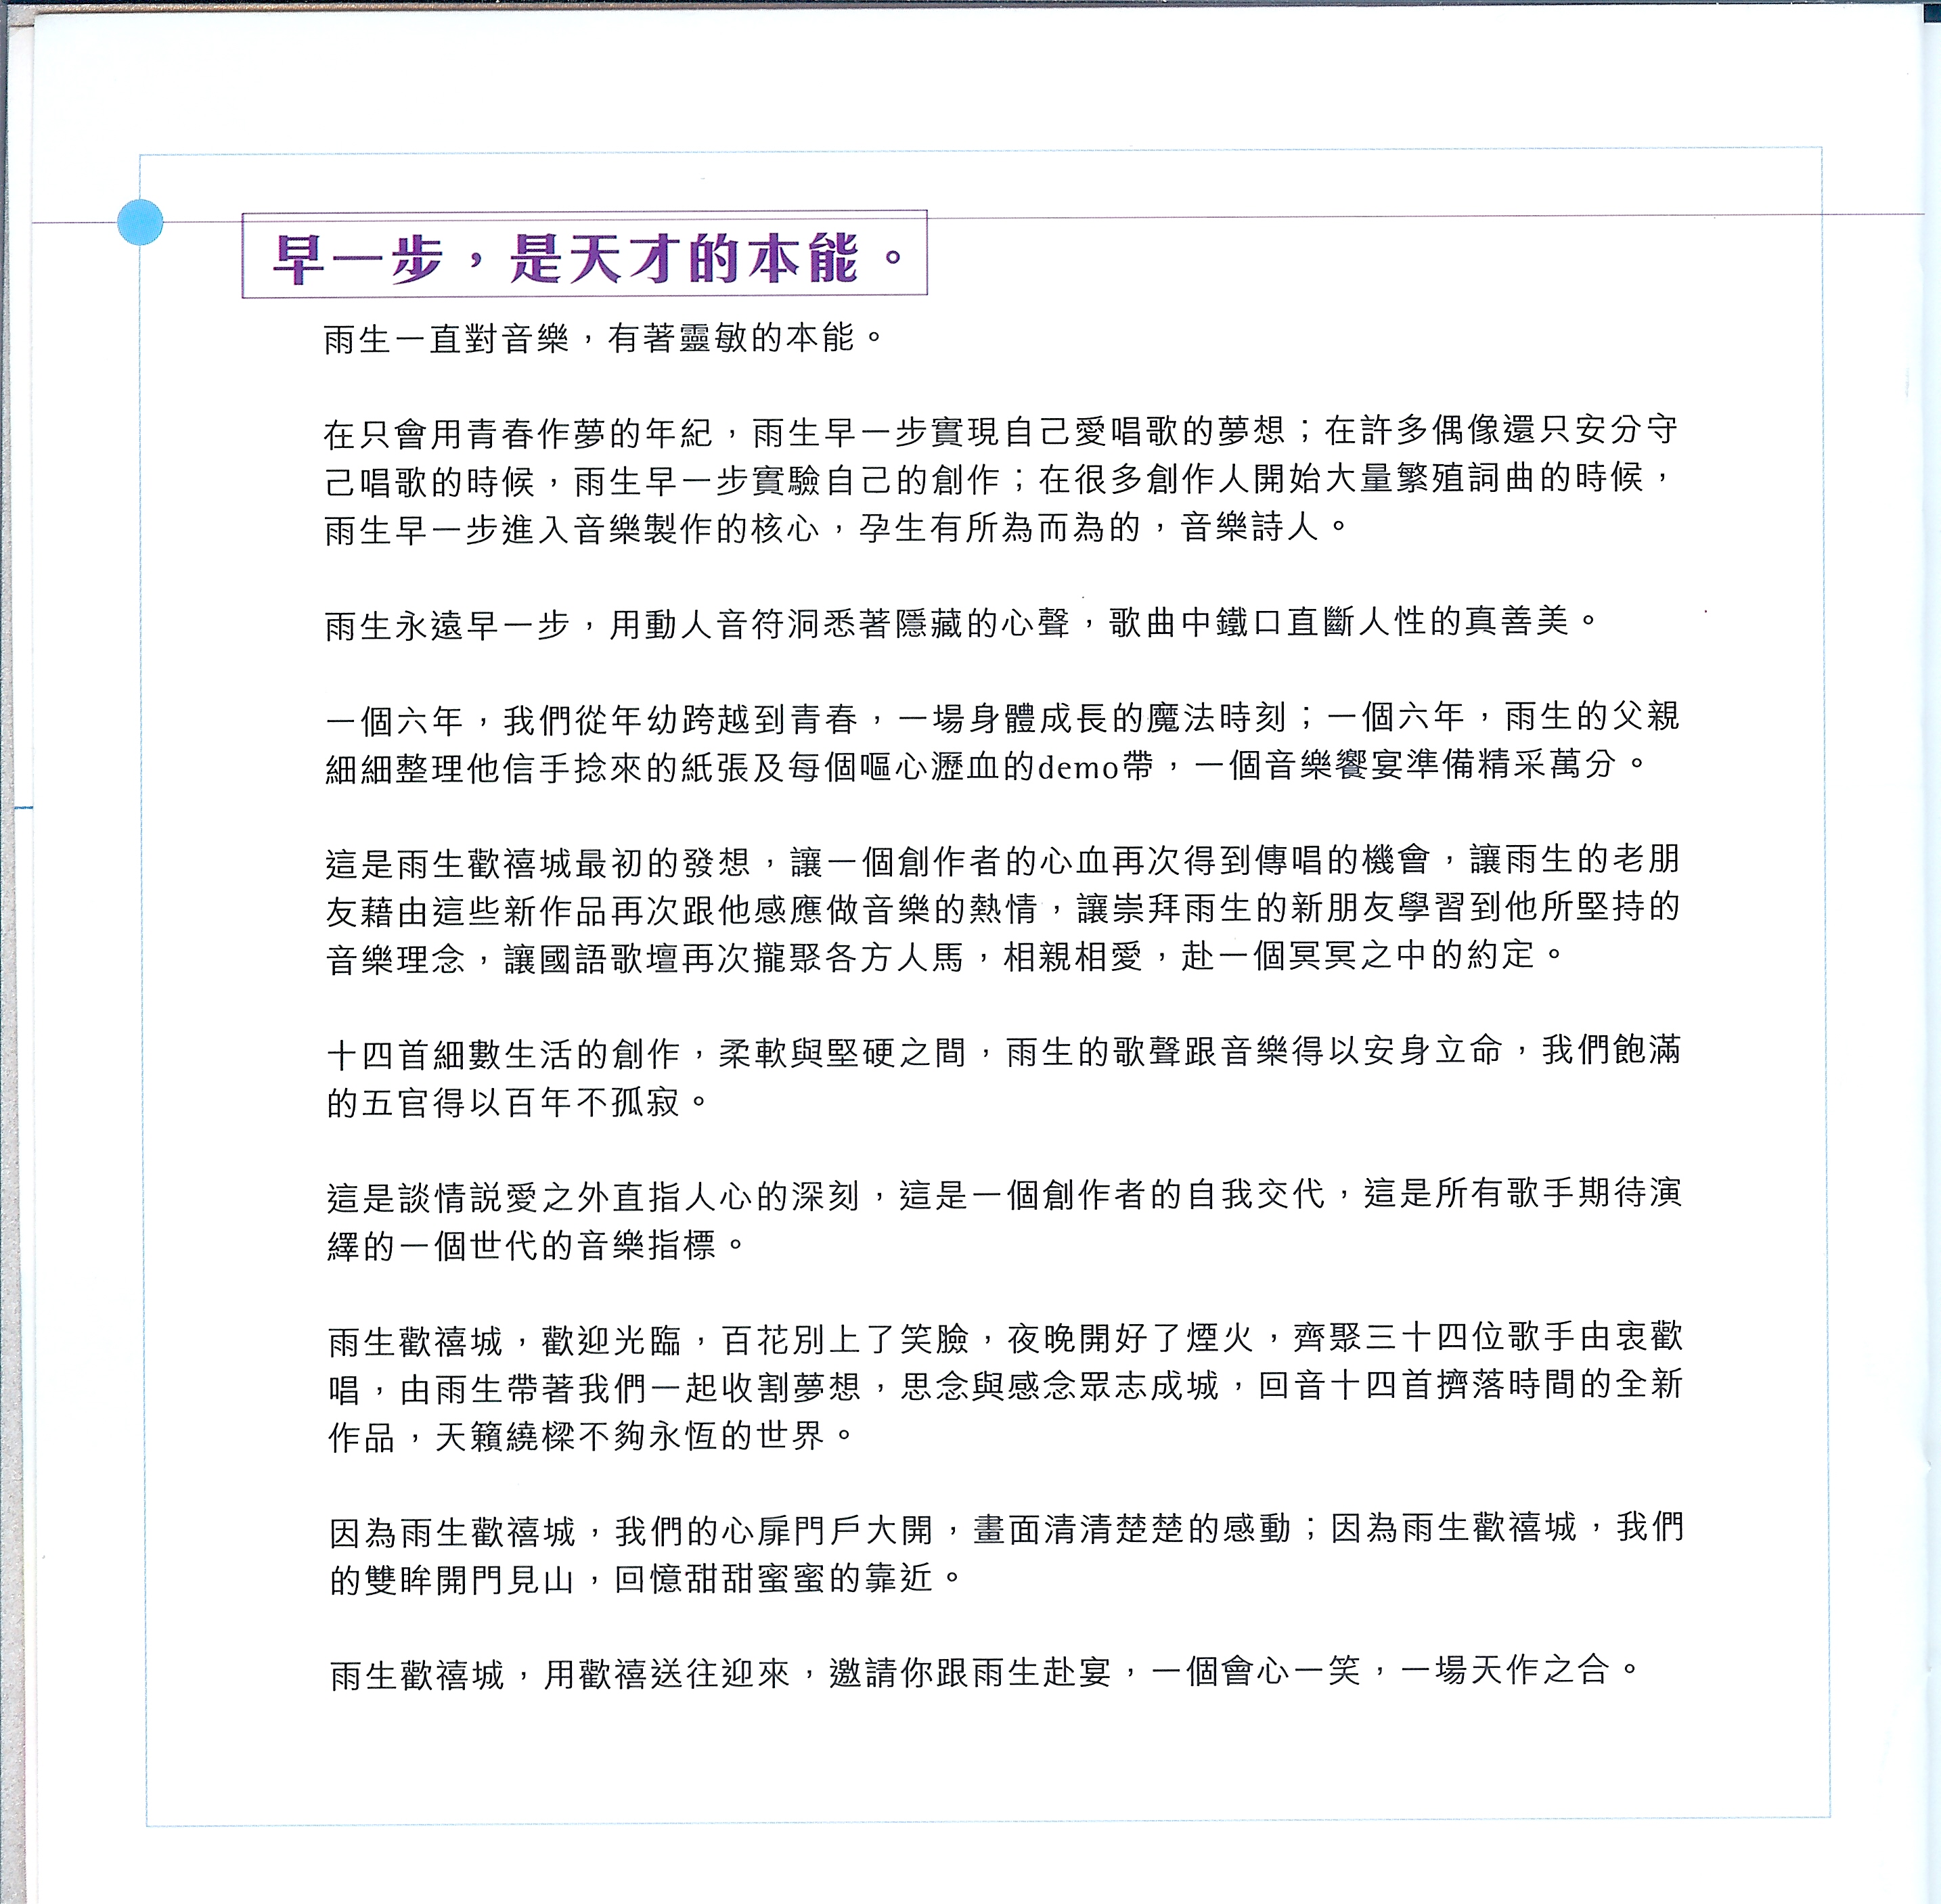 早一步，是天才的本能。
雨生一直對音樂，有著靈敏的本能。
在只會用青春作夢的年紀，雨生早一步實現自己愛唱歌的夢想；在許多偶像還只安分守
己唱歌的時候，雨生早一步實驗自己的創作；在很多創作人開始大量繁殖詞曲的時候，
雨生早一步進入音樂製作的核心，孕生有所為而為的，音樂詩人。
雨生永遠早一步，用動人音符洞悉著隱藏的心聲，歌曲中鐵口直斷人性的真善美。
一個六年，我們從年幼跨越到青春，一場身體成長的魔法時刻；一個六年，雨生的父親
細細整理他信手捻來的紙張及每個嘔心瀝血的demo帶，一個音樂饗宴準備精采萬分。
這是雨生歡禧城最初的發想，讓一個創作者的心血再次得到傳唱的機會，讓雨生的老朋
友藉由這些新作品再次跟他感應做音樂的熱情，讓崇拜雨生的新朋友學習到他所堅持的
音樂理念，讓國語歌壇再次攏聚各方人馬，相親相愛，赴一個冥冥之中的約定。
十四首細數生活的創作，柔軟與堅硬之間，雨生的歌聲跟音樂得以安身立命，我們飽滿
的五官得以百年不孤寂。
這是談情說愛之外直指人心的深刻，這是一個創作者的自我交代，這是所有歌手期待演
繹的一個世代的音樂指標。
雨生歡禧城，歡迎光臨，百花別上了笑臉，夜晚開好了煙火，齊聚三十四位歌手由衷歡
唱，由雨生帶著我們一起收割夢想，思念與感念眾志成城，回音十四首擠落時間的全新
作品，天籟繞樑不夠永恆的世界。
因為雨生歡禧城，我們的心扉門戶大開，畫面清清楚楚的感動；因為雨生歡禧城，我們
的雙眸開門見山，回憶甜甜蜜蜜的靠近。
雨生歡禧城，用歡禧送往迎來，邀請你跟雨生赴宴，一個會心一笑，一場天作之合。